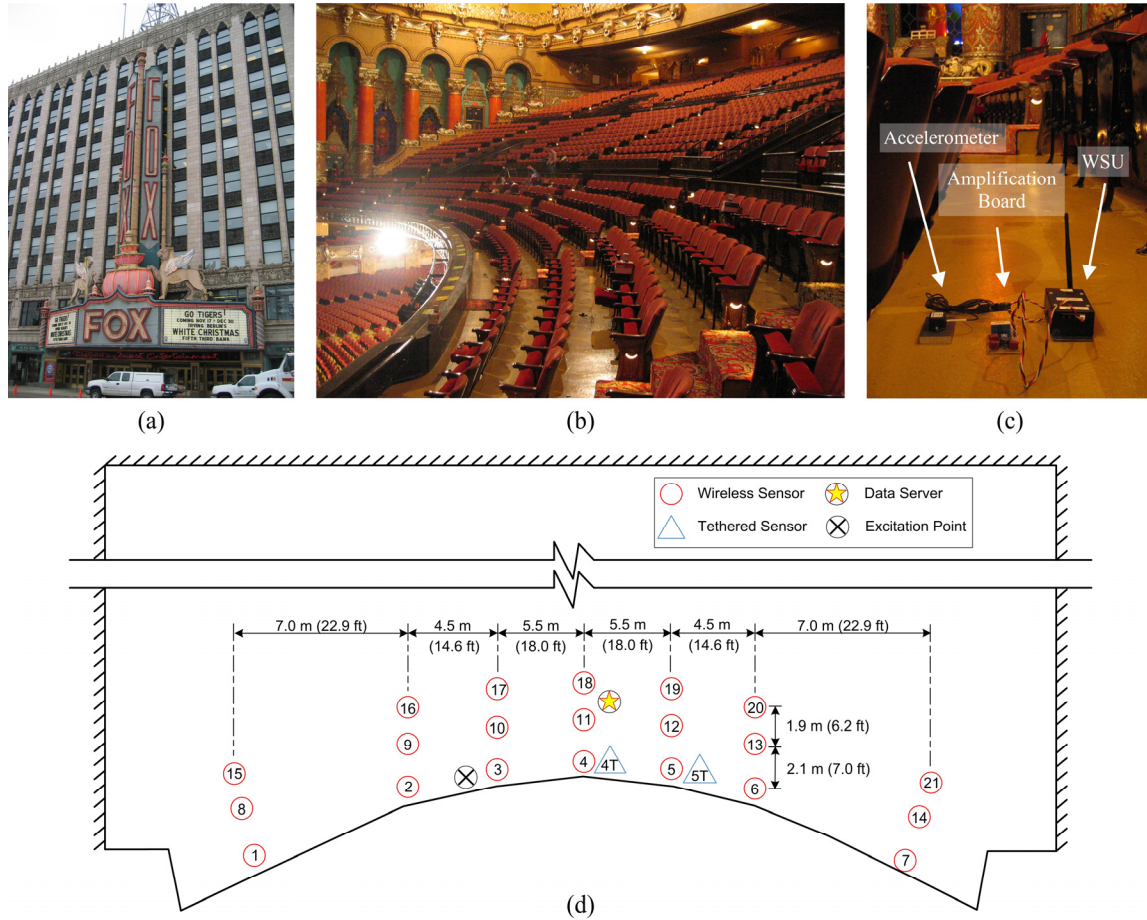 FOX
FOX
GO TIGERS!
COMING NOV 17 - DEC 30
IRVING BERLIN'S
WHITE CHRISTMAS
FIFTH THIRD BANK
FOX
(a)
(b)
Accelerometer
Amplification
Board
WSU
(c)
Wireless Sensor
Data Server
Tethered Sensor
Excitation Point
7.0 m (22.9 ft)
4.5 m
(14.6 ft)
5.5 m
(18.0 ft)
5.5 m
(18.0 ft)
4.5 m
(14.6 ft)
7.0 m (22.9 ft)
18
17
19
16
20
11
10
12
1.9 m (6.2 ft)
9
13
15
4
4T
3
5
5T
2.1 m (7.0 ft)
21
2
6
8
14
1
7
(d)